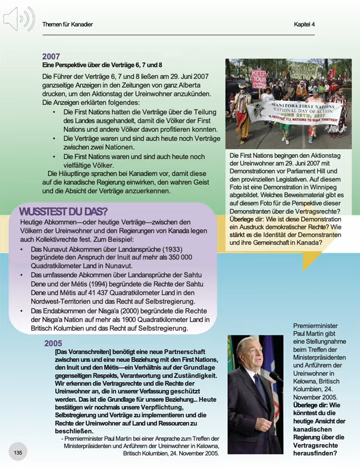 Themen für Kanadier
Kapitel 4
2007
Eine Perspektive über die Verträge 6, 7 und 8
Die Führer der Verträge 6, 7 und 8 ließen am 29. Juni 2007
ganzseitige Anzeigen in den Zeitungen von ganz Alberta
drucken, um den Aktionstag der Ureinwohner anzukünden.
Die Anzeigen erklärten folgendes:
• Die First Nations hatten die Verträge über die Teilung
des Landes ausgehandelt, damit die Völker der First
Nations und andere Völker davon profitieren konnten.
• Die Verträge waren und sind auch heute noch Verträge
zwischen zwei Nationen.
• Die First Nations waren und sind auch heute noch
vielfältige Völker.
Die Häuptlinge sprachen bei Kanadiem vor, damit diese
auf die kanadische Regierung einwirken, den wahren Geist
und die Absicht der Verträge anzuerkennen.
KEEP YOUR
MANITOBA FIRST NATIONS
NATIONAL DAY OF ACTION
Die First Nations begingen den Aktionstag
der Ureinwohner am 29. Juni 2007 mit
Demonstrationen vor Parliament Hill und
den provinziellen Legislativen. Auf diesem
Foto ist eine Demonstration in Winnipeg
abgebildet. Welches Beweismaterial gibt es
auf diesem Foto für die Perspektive dieser
Demonstranten über die Vertragsrechte?
Überlege dir: Wie ist diese Demonstration
ein Ausdruck demokratischer Rechte? Wie
stärkt es die Identität der Demonstranten
und ihre Gemeinschaft in Kanada?
WUSSTEST DU DAS?
Heutige Abkommen—oder heutige Verträge—zwischen den
Völkern der Ureinwohner und den Regierungen von Kanada legen
auch Kollektivrechte fest. Zum Beispiel:
• Das Nunavut Abkommen über Landansprüche (1933)
begründete den Anspruch der Inuit auf mehr als 350 000
Quadratkilometer Land in Nunavut.
• Das umfassende Abkommen über Landansprüche der Sahtu
Dene und der Métis (1994) begründete die Rechte der Sahtu
Dene und Métis auf 41 437 Quadratkilometer Land in den
Northwest-Territorien und das Recht auf Selbstregierung.
• Das Endabkommen der Nisga'a (2000) begründete die Rechte
der Nisga'a Nation auf mehr als 1900 Quadratkilometer Land in
Britisch Kolumbien und das Recht auf Selbstregierung.
2005
[Das Voranschreiten] benötigt eine neue Partnerschaft
zwischen uns und eine neue Beziehung mit den First Nations,
den Inuit und den Métis—ein Verhältnis auf der Grundlage
gegenseitigen Respekts, Verantwortung und Zuständigkeit.
Wir erkennen die Vertragsrechte und die Rechte der
Ureinwohner an, die in unserer Verfassung geschützt
werden. Das ist die Grundlage für unsere Beziehung... Heute
bestätigen wir nochmals unsere Verpflichtung,
Selbstregierung und Verträge zu implementieren und die
Rechte der Ureinwohner auf Land und Ressourcen zu
beschließen.
- Premierminister Paul Martin bei einer Ansprache zum Treffen der
Ministerpräsidenten und Anführern der Ureinwohner in Kelowna,
Britisch Kolumbien, 24. November 2005.
Premierminister
Paul Martin gibt
eine Stellungnahme
beim Treffen der
Ministerpräsidenten
und Anführern der
Ureinwohner in
Kelowna, Britisch
Kolumbien, 24.
November 2005.
Überlege dir: Wie
könntest du die
heutige Ansicht der
kanadischen
Regierung über die
Vertragsrechte
herausfinden?
135